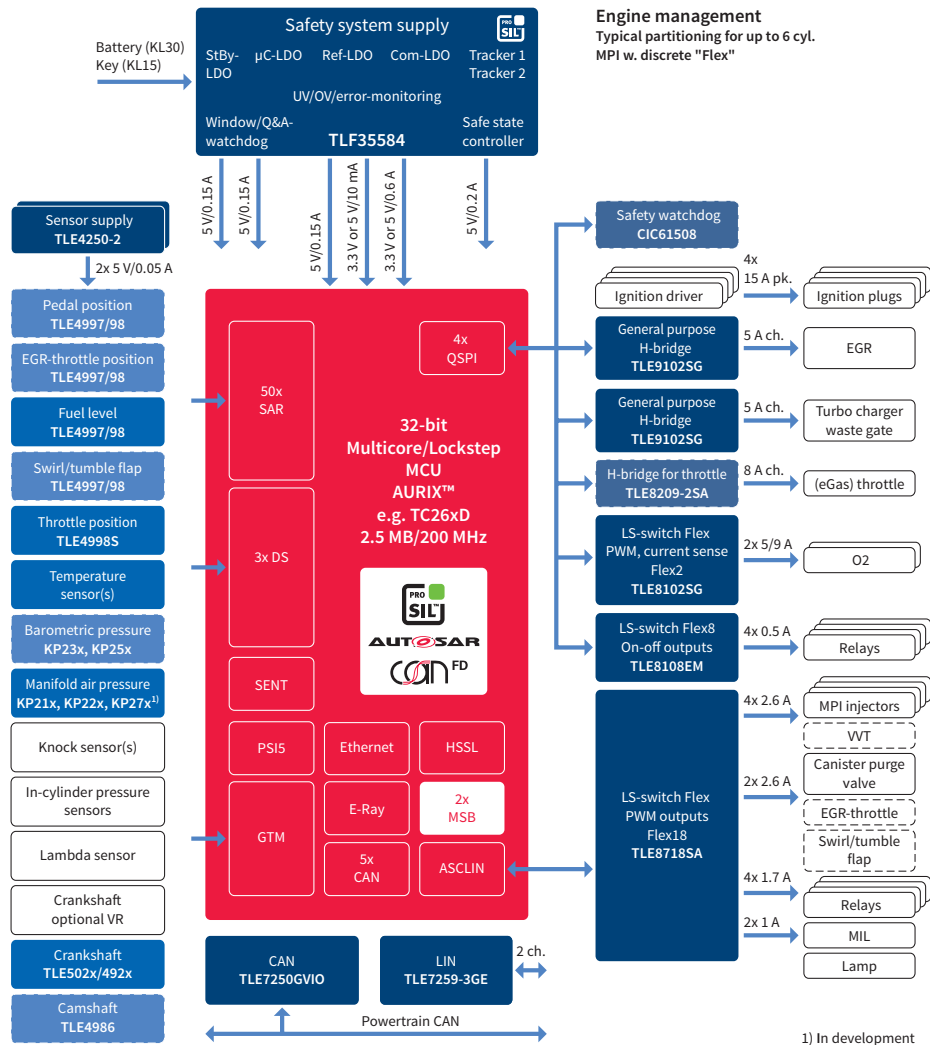 Engine management
Typical partitioning for up to 6 cyl.
MPI w. discrete "Flex"
Battery (KL30)
Key (KL15)
Safety system supply
PRO
SIL™
StBy-
LDO
µC-LDO
Ref-LDO
Com-LDO
Tracker 1
Tracker 2
UV/OV/error-monitoring
Window/Q&A-
watchdog
TLF35584
Safe state
controller
5 V/0.15 A
5 V/0.15 A
5 V/0.15 A
3.3 V or 5 V/10 mA
3.3 V or 5 V/0.6 A
5 V/0.2 A
Sensor supply
TLE4250-2
2x 5 V/0.05 A
Pedal position
TLE4997/98
EGR-throttle position
TLE4997/98
Fuel level
TLE4997/98
Swirl/tumble flap
TLE4997/98
Throttle position
TLE4998S
Temperature
sensor(s)
Barometric pressure
KP23x, KP25x
Manifold air pressure
KP21x, KP22x, KP27x1)
Knock sensor(s)
In-cylinder pressure
sensors
Lambda sensor
Crankshaft
optional VR
Crankshaft
TLE502x/492x
Camshaft
TLE4986
50x
SAR
3x DS
SENT
PSI5
GTM
4x
QSPI
32-bit
Multicore/Lockstep
MCU
AURIX™
e.g. TC26xD
2.5 MB/200 MHz
PRO
SIL™
AUTOSAR
CAN FD
Ethernet
HSSL
E-Ray
2x
MSB
5x
CAN
ASCLIN
CAN
TLE7250GVIO
LIN
TLE7259-3GE
2 ch.
Powertrain CAN
Safety watchdog
CIC61508
Ignition driver
4x
15 A pk.
Ignition plugs
General purpose
H-bridge
TLE9102SG
5 A ch.
EGR
General purpose
H-bridge
TLE9102SG
5 A ch.
Turbo charger
waste gate
H-bridge for throttle
TLE8209-2SA
8 A ch.
(eGas) throttle
LS-switch Flex
PWM, current sense
Flex2
TLE8102SG
2x 5/9 A
O2
LS-switch Flex8
On-off outputs
TLE8108EM
4x 0.5 A
Relays
LS-switch Flex
PWM outputs
Flex18
TLE8718SA
4x 2.6 A
MPI injectors
VVT
2x 2.6 A
Canister purge
valve
EGR-throttle
Swirl/tumble
flap
4x 1.7 A
Relays
2x 1 A
MIL
Lamp
1) In development